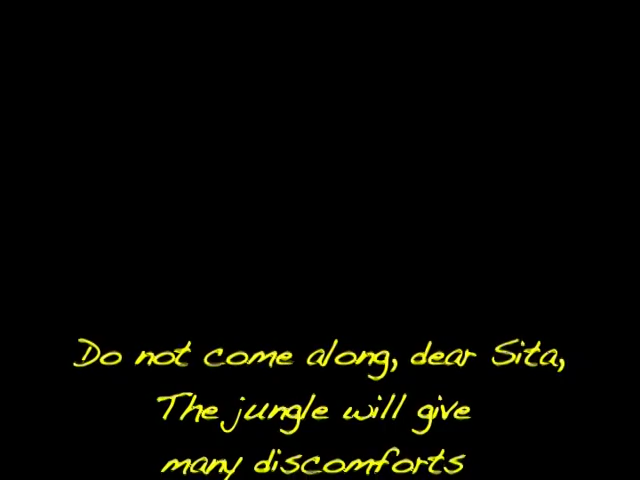 Do not come along, dear Sita,
The jungle will give
many discomforts